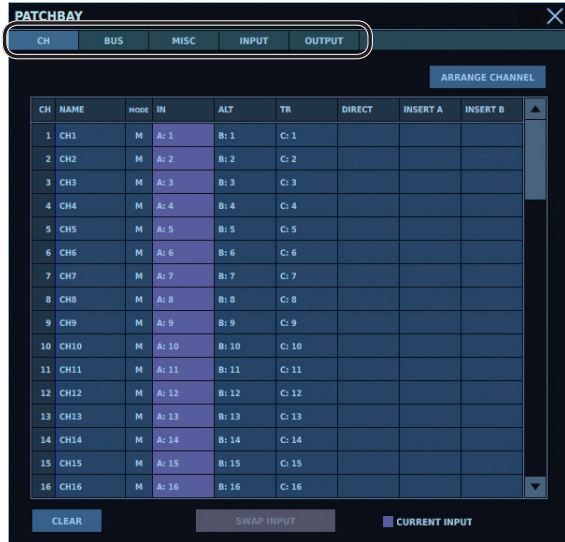 PATCHBAY
CH BUS MISC INPUT OUTPUT
ARRANGE CHANNEL
CH NAME MODE IN ALT TR DIRECT INSERT A INSERT B
1 CH1 M A: 1 B: 1 C: 1
2 CH2 M A: 2 B: 2 C: 2
3 CH3 M A: 3 B: 3 C: 3
4 CH4 M A: 4 B: 4 C: 4
5 CH5 M A: 5 B: 5 C: 5
6 CH6 M A: 6 B: 6 C: 6
7 CH7 M A: 7 B: 7 C: 7
8 CH8 M A: 8 B: 8 C: 8
9 CH9 M A: 9 B: 9 C: 9
10 CH10 M A: 10 B: 10 C: 10
11 CH11 M A: 11 B: 11 C: 11
12 CH12 M A: 12 B: 12 C: 12
13 CH13 M A: 13 B: 13 C: 13
14 CH14 M A: 14 B: 14 C: 14
15 CH15 M A: 15 B: 15 C: 15
16 CH16 M A: 16 B: 16 C: 16
CLEAR SWAP INPUT CURRENT INPUT